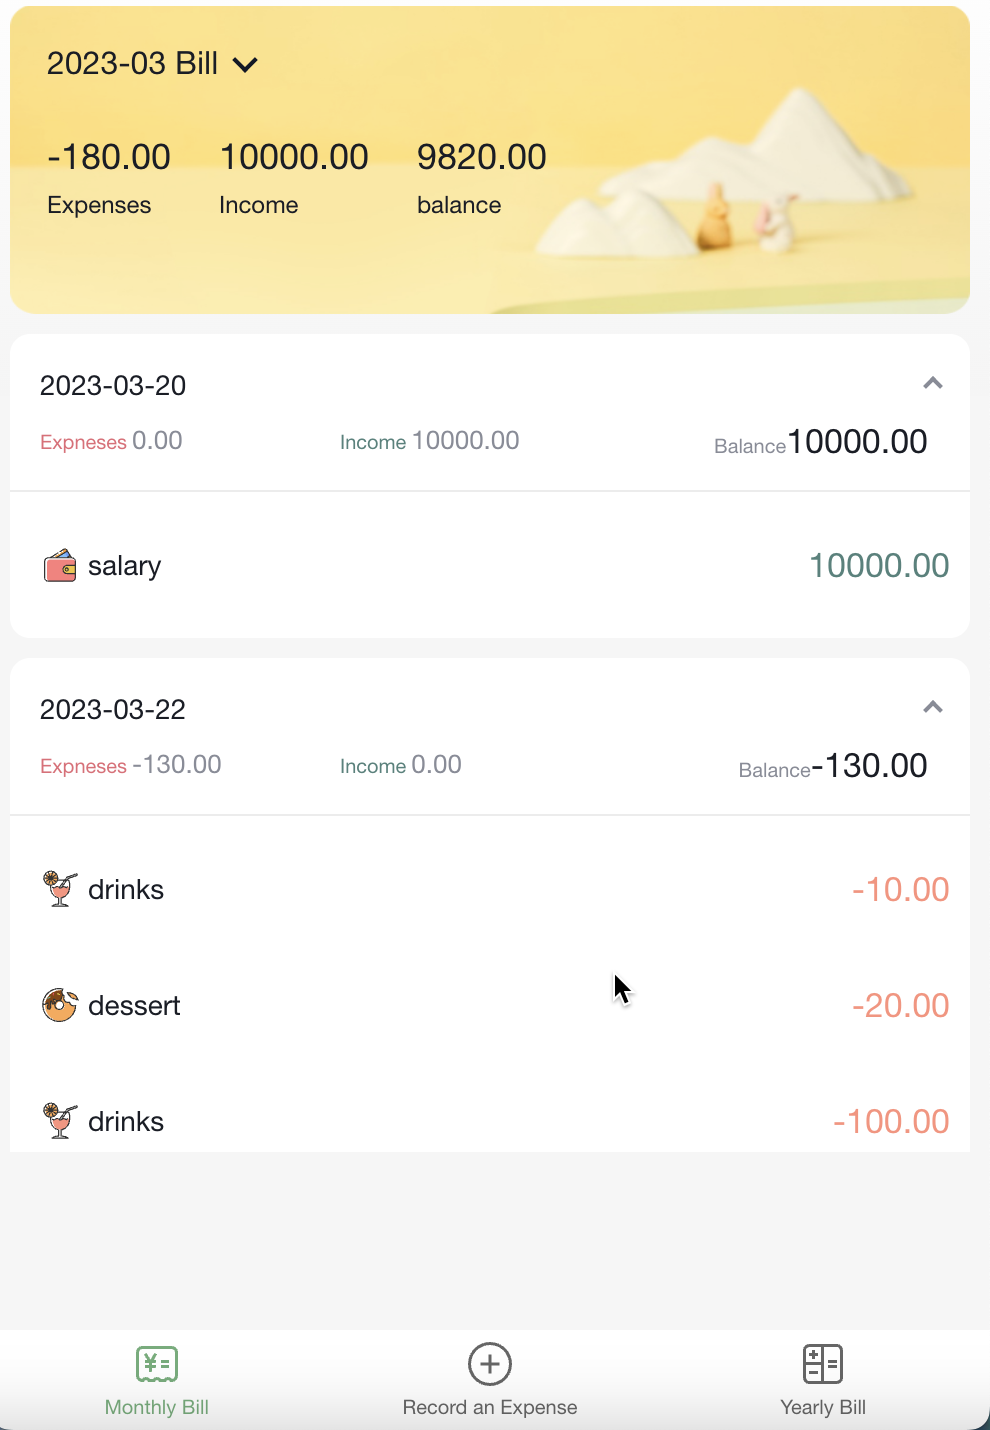 2023-03 Bill
-180.00 10000.00 9820.00
Expenses Income balance
2023-03-20
Expneses 0.00 Income 10000.00 Balance10000.00
salary 10000.00
2023-03-22
Expneses -130.00 Income 0.00 Balance-130.00
drinks -10.00
dessert -20.00
drinks -100.00
¥
Monthly Bill Record an Expense Yearly Bill